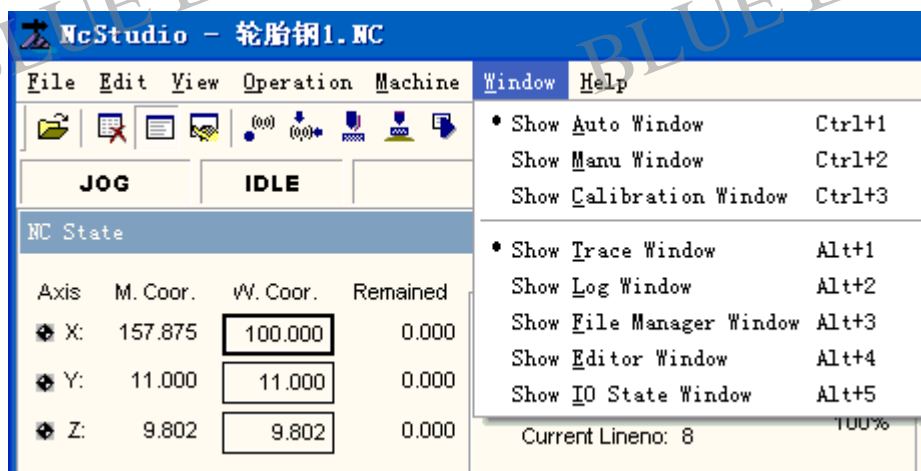 NcStudio - 轮胎钢1.NC
File Edit View Operation Machine Window Help
Show Auto Window Ctrl+1
Show Manu Window Ctrl+2
Show Calibration Window Ctrl+3
JOG IDLE
NC State
Show Trace Window Alt+1
Show Log Window Alt+2
Show File Manager Window Alt+3
Show Editor Window Alt+4
Show IO State Window Alt+5
Axis M. Coor. W. Coor. Remained
X: 157.875 100.000 0.000
Y: 11.000 11.000 0.000
Z: 9.802 9.802 0.000
Current Lineno: 8 100%